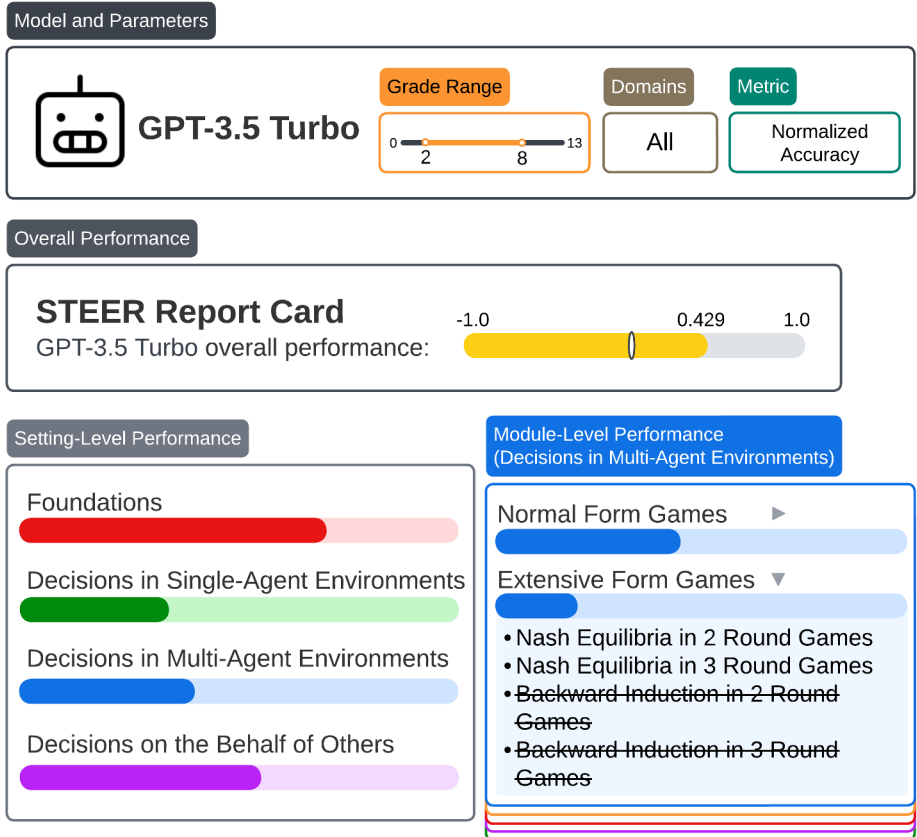 Model and Parameters
GPT-3.5 Turbo
Grade Range
0
13
2
8
Domains
All
Metric
Normalized
Accuracy
Overall Performance
STEER Report Card
GPT-3.5 Turbo overall performance:
-1.0
0.429
1.0
Setting-Level Performance
Foundations
Decisions in Single-Agent Environments
Decisions in Multi-Agent Environments
Decisions on the Behalf of Others
Module-Level Performance
(Decisions in Multi-Agent Environments)
Normal Form Games
Extensive Form Games
• Nash Equilibria in 2 Round Games
• Nash Equilibria in 3 Round Games
• Backward Induction in 2 Round
Games
• Backward Induction in 3 Round
Games